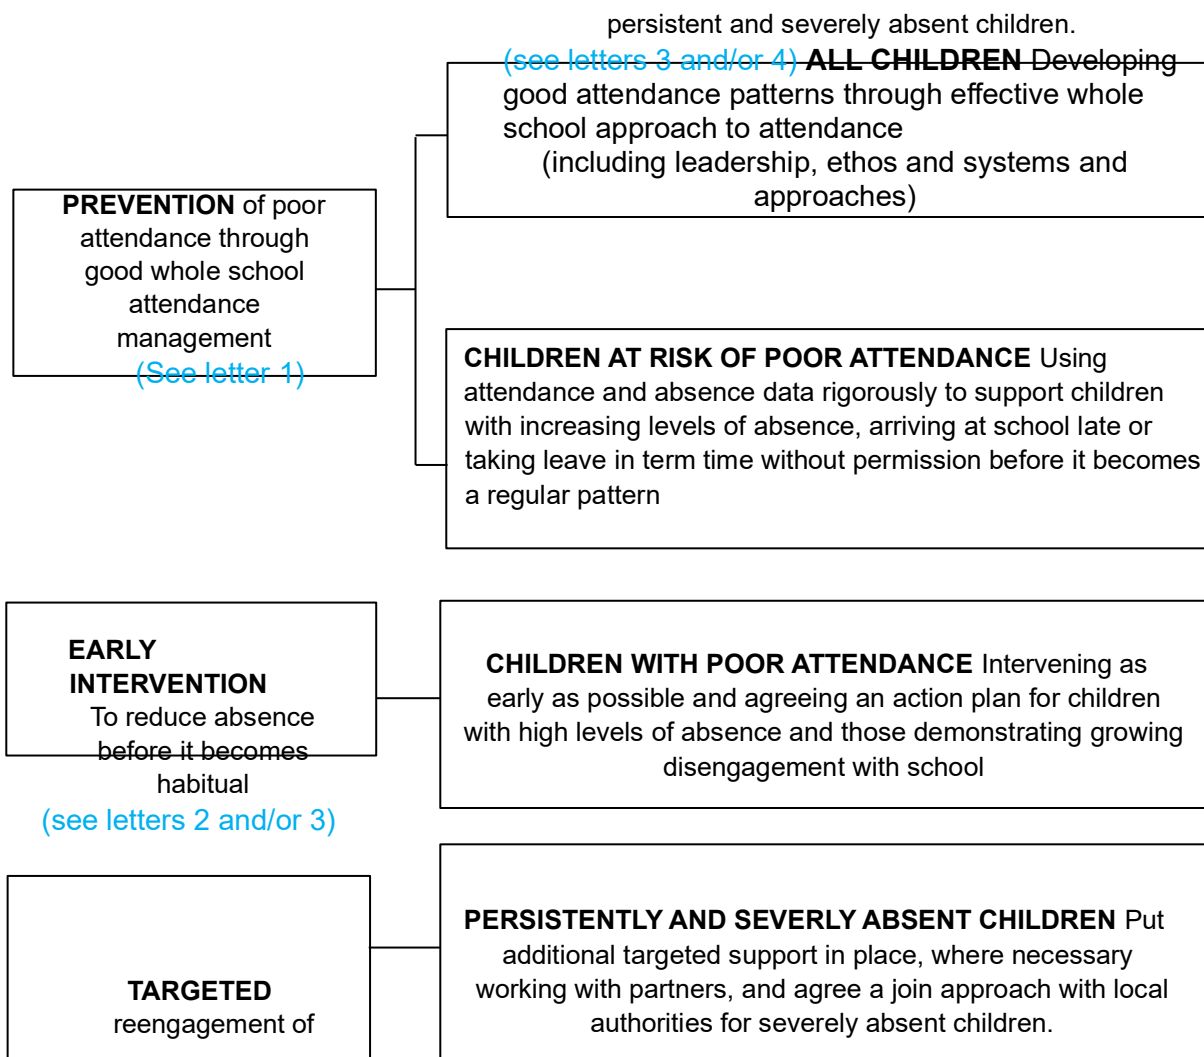 persistent and severely absent children.
(see letters 3 and/or 4) ALL CHILDREN Developing
good attendance patterns through effective whole
school approach to attendance
(including leadership, ethos and systems and
approaches)
PREVENTION of poor
attendance through
good whole school
attendance
management
(See letter 1)
CHILDREN AT RISK OF POOR ATTENDANCE Using
attendance and absence data rigorously to support children
with increasing levels of absence, arriving at school late or
taking leave in term time without permission before it becomes
a regular pattern
EARLY
INTERVENTION
To reduce absence
before it becomes
habitual
(see letters 2 and/or 3)
CHILDREN WITH POOR ATTENDANCE Intervening as
early as possible and agreeing an action plan for children
with high levels of absence and those demonstrating growing
disengagement with school
TARGETED
reengagement of
PERSISTENTLY AND SEVERLY ABSENT CHILDREN Put
additional targeted support in place, where necessary
working with partners, and agree a join approach with local
authorities for severely absent children.